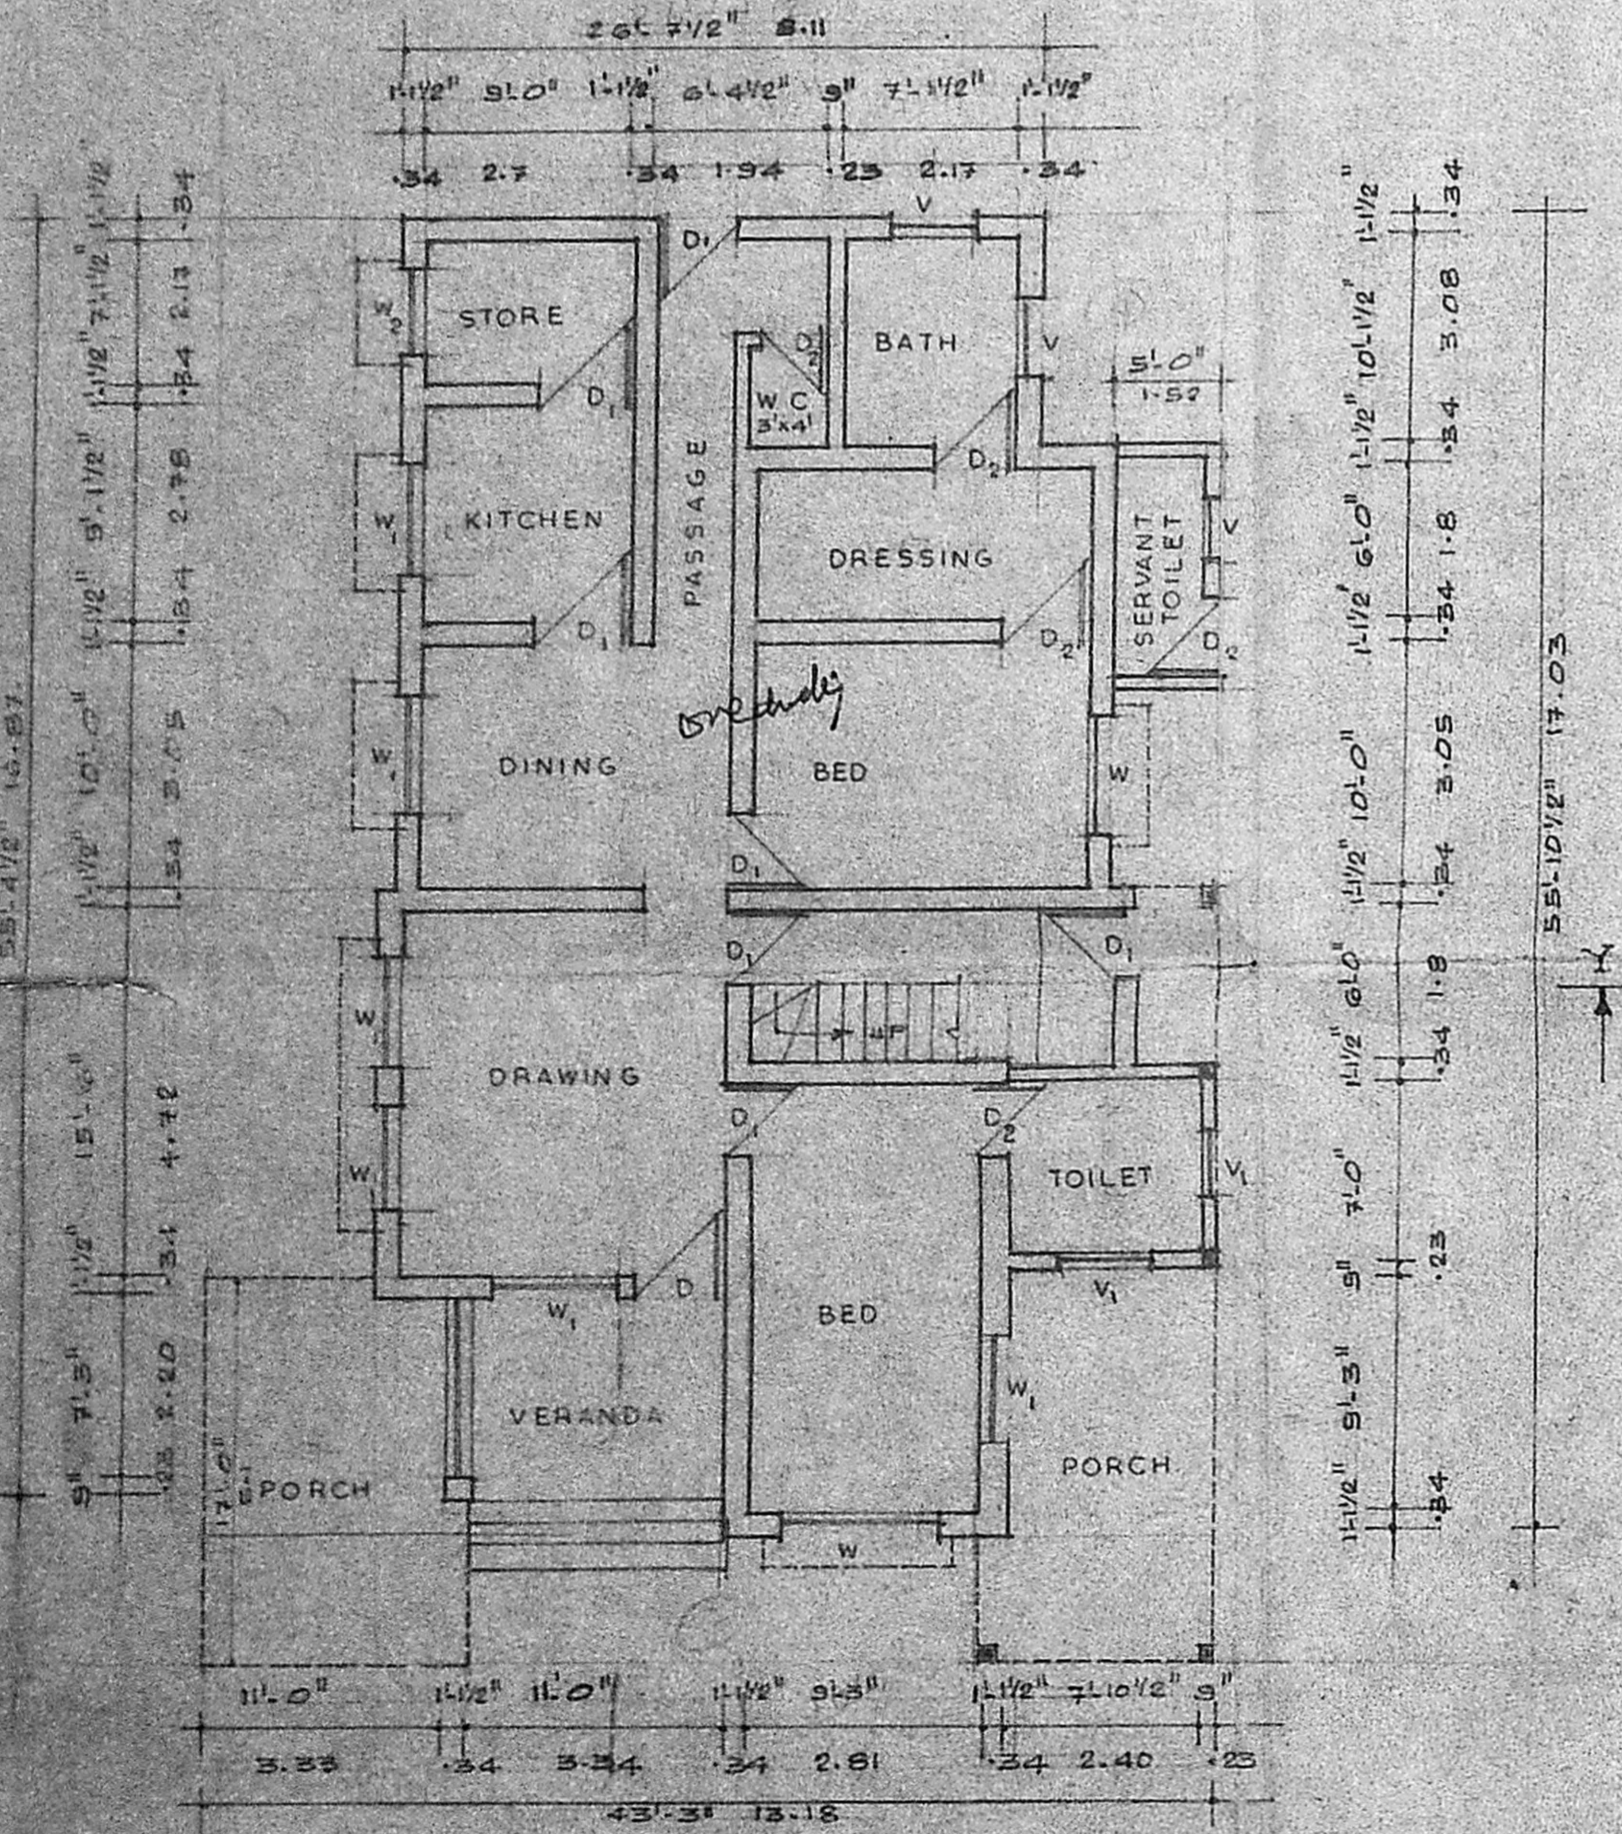 26'-7½" 8.11
1'-1½" 9'-0" 1'-1½" 6'-4½" 9" 7'-1½" 1'-1½"
.34 2.7 .34 1.94 .23 2.17 .34
V
D1
STORE
W2
D1
D2
BATH
V
W C
3'x4'
5'-0"
1.52
D2
KITCHEN
W1
D1
PASSAGE
DRESSING
D2
SERVANT
TOILET
V
D2
DINING
W1
BED
W
D1
D1
D1
UP
W1
DRAWING
W1
D1
D2
TOILET
V1
V1
D
W1
BED
W1
VERANDA
PORCH
17'-0"
PORCH
W
1'-1½" 7'-1½" 1'-1½" 9'-1½" 1'-1½" 10'-0" 1'-1½" 15'-6" 1'-1½" 7'-3" 9"
.34 2.17 .34 2.78 .34 3.05 .34 4.72 .34 2.20 .23
55'-4½" 16.87
1'-1½" 10'-1½" 1'-1½" 6'-0" 1'-1½" 10'-0" 1'-1½" 6'-0" 1'-1½" 7'-0" 9" 9'-3" 1'-1½"
.34 3.08 .34 1.8 .34 3.05 .34 1.8 .34 .23 .34
55'-10½" 17.03
11'-0" 1'-1½" 11'-0" 1'-1½" 9'-3" 1'-1½" 7'-10½" 9"
3.33 .34 3.34 .34 2.81 .34 2.40 .23
43'-3" 13.18